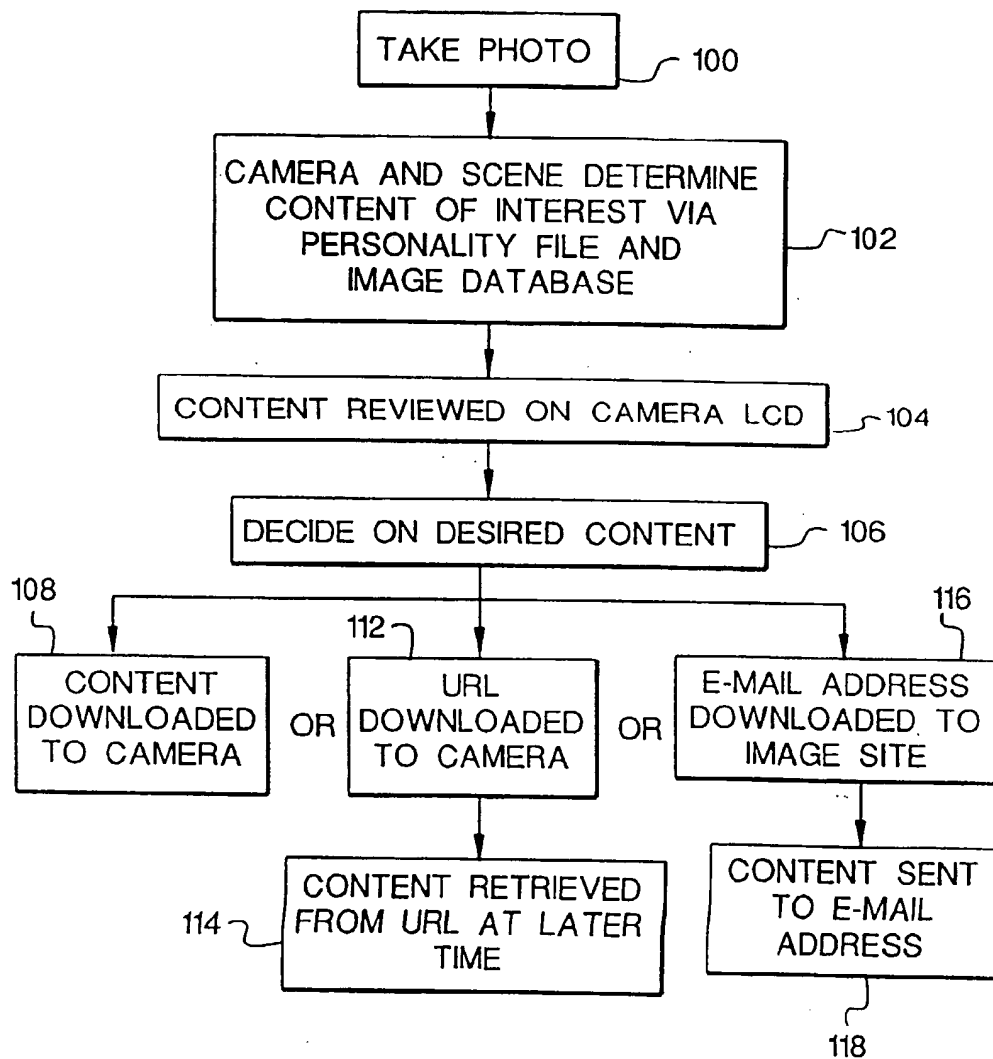 TAKE PHOTO
100
CAMERA AND SCENE DETERMINE
CONTENT OF INTEREST VIA
PERSONALITY FILE AND
IMAGE DATABASE
102
CONTENT REVIEWED ON CAMERA LCD
104
DECIDE ON DESIRED CONTENT
106
108
CONTENT
DOWNLOADED
TO CAMERA
OR
112
URL
DOWNLOADED
TO CAMERA
OR
116
E-MAIL ADDRESS
DOWNLOADED TO
IMAGE SITE
CONTENT RETRIEVED
FROM URL AT LATER
TIME
114
CONTENT SENT
TO E-MAIL
ADDRESS
118